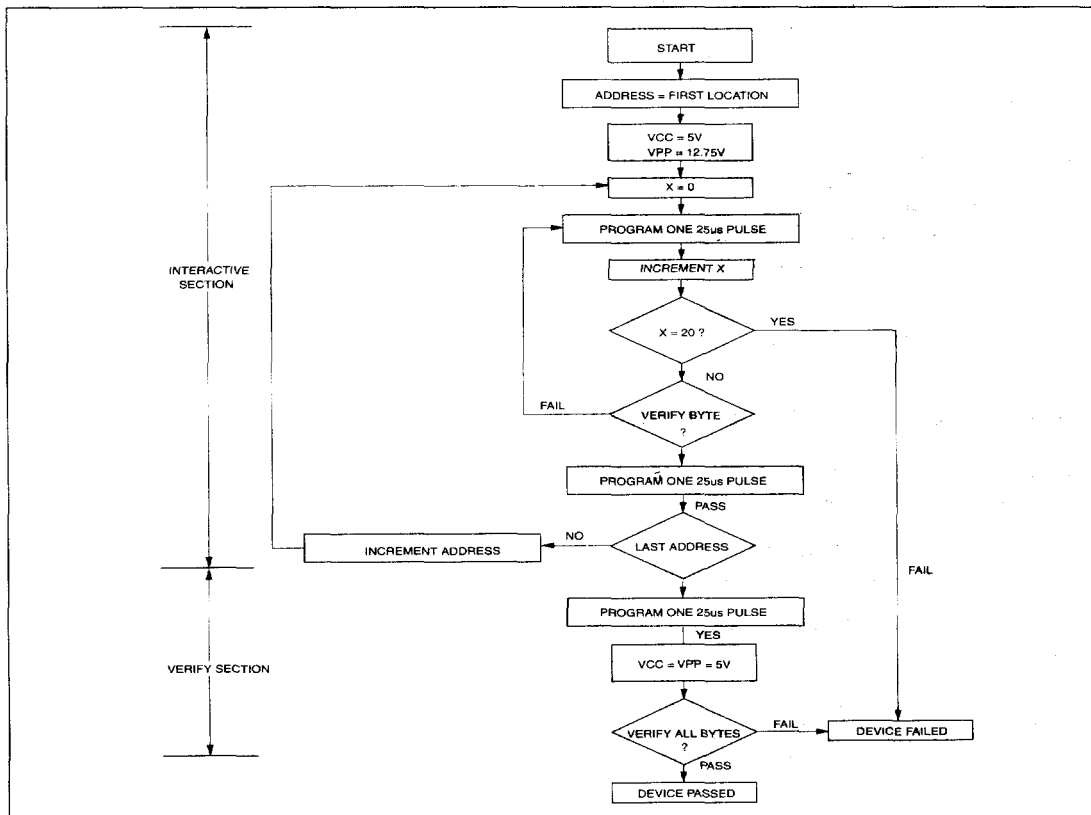 START
ADDRESS = FIRST LOCATION
VCC = 5V
VPP = 12.75V
X = 0
PROGRAM ONE 25us PULSE
INTERACTIVE
SECTION
INCREMENT X
X = 20 ?
YES
NO
FAIL
VERIFY BYTE
?
PROGRAM ONE 25us PULSE
PASS
INCREMENT ADDRESS
NO
LAST ADDRESS
FAIL
PROGRAM ONE 25us PULSE
YES
VERIFY SECTION
VCC = VPP = 5V
VERIFY ALL BYTES
?
FAIL
DEVICE FAILED
PASS
DEVICE PASSED